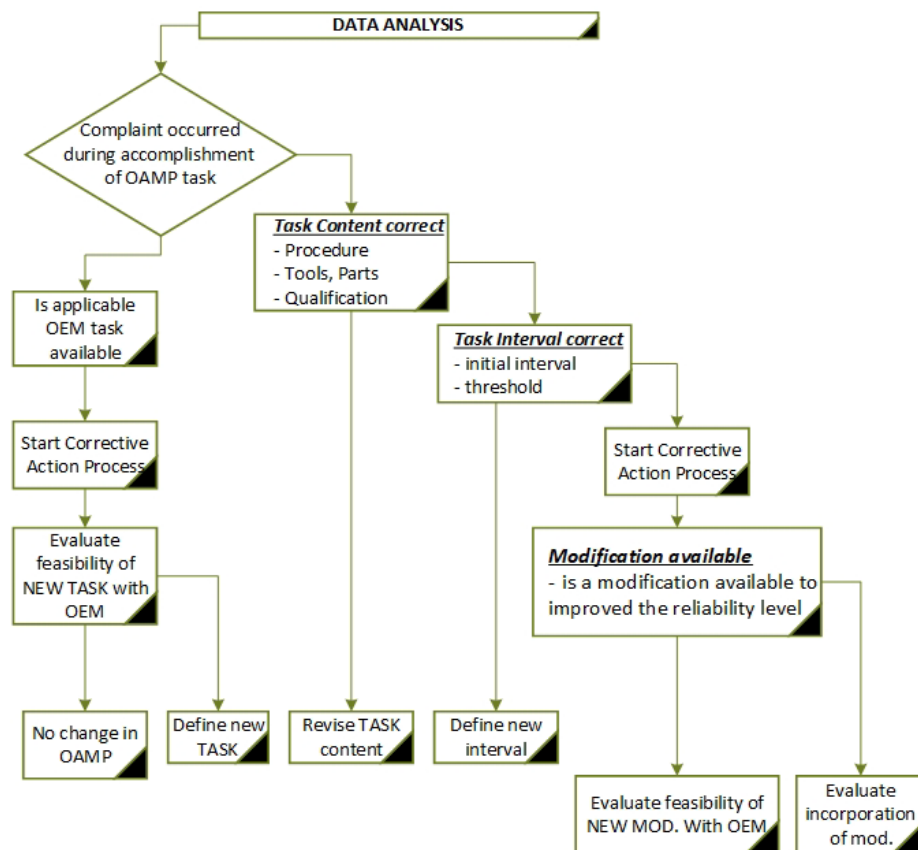 DATA ANALYSIS
Complaint occurred
during accomplishment
of OAMP task
Task Content correct
- Procedure
- Tools, Parts
- Qualification
Is applicable
OEM task
available
Task Interval correct
- initial interval
- threshold
Start Corrective
Action Process
Start Corrective
Action Process
Evaluate
feasibility of
NEW TASK with
OEM
Modification available
- is a modification available to
improved the reliability level
No change in
OAMP
Define new
TASK
Revise TASK
content
Define new
interval
Evaluate feasibility of
NEW MOD. With OEM
Evaluate
incorporation
of mod.